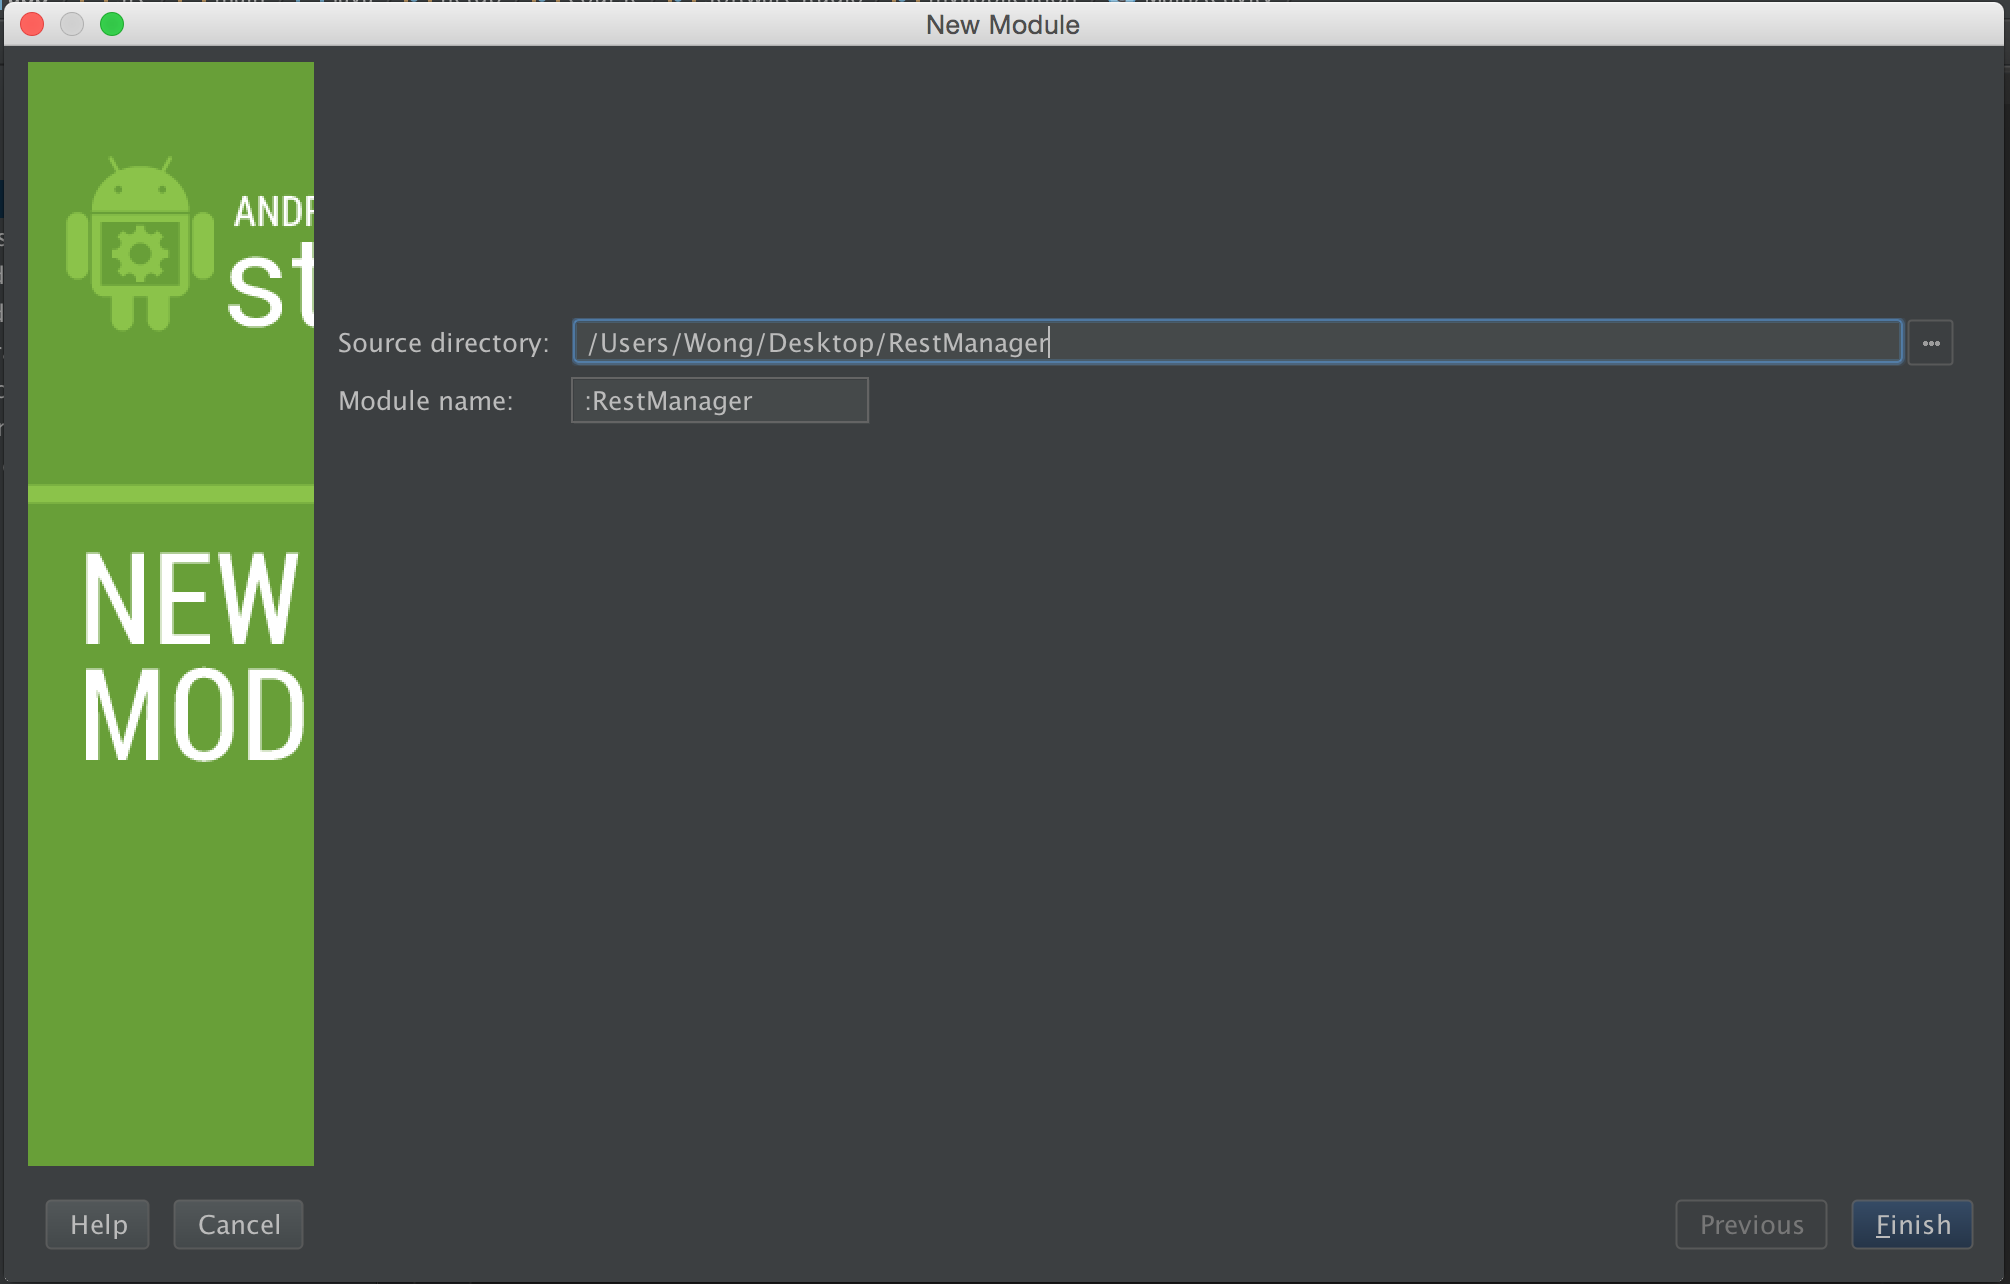 New Module
ANDR
st
Source directory: /Users/Wong/Desktop/RestManager ...
Module name: :RestManager
NEW
MOD
Help Cancel Previous Finish